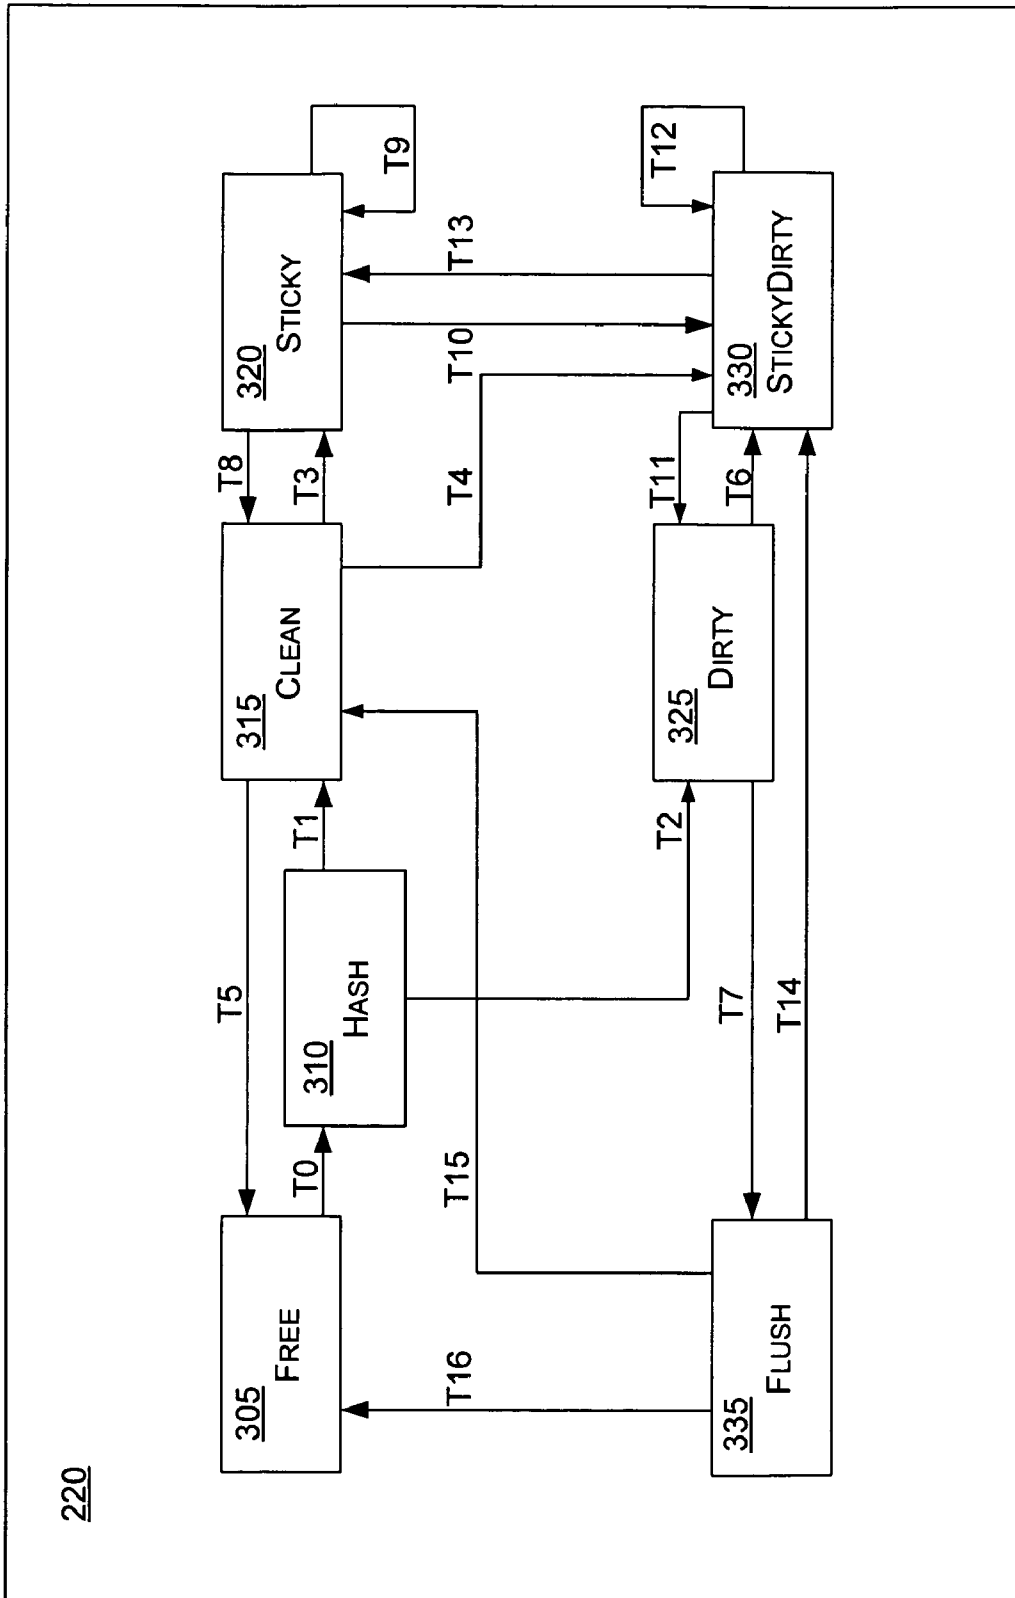 220
305
FREE
T0
310
HASH
T1
315
CLEAN
T5
T8
T3
320
STICKY
T9
T16
T15
T2
T4
T10
T13
T12
335
FLUSH
T7
T14
325
DIRTY
T11
T6
330
STICKYDIRTY